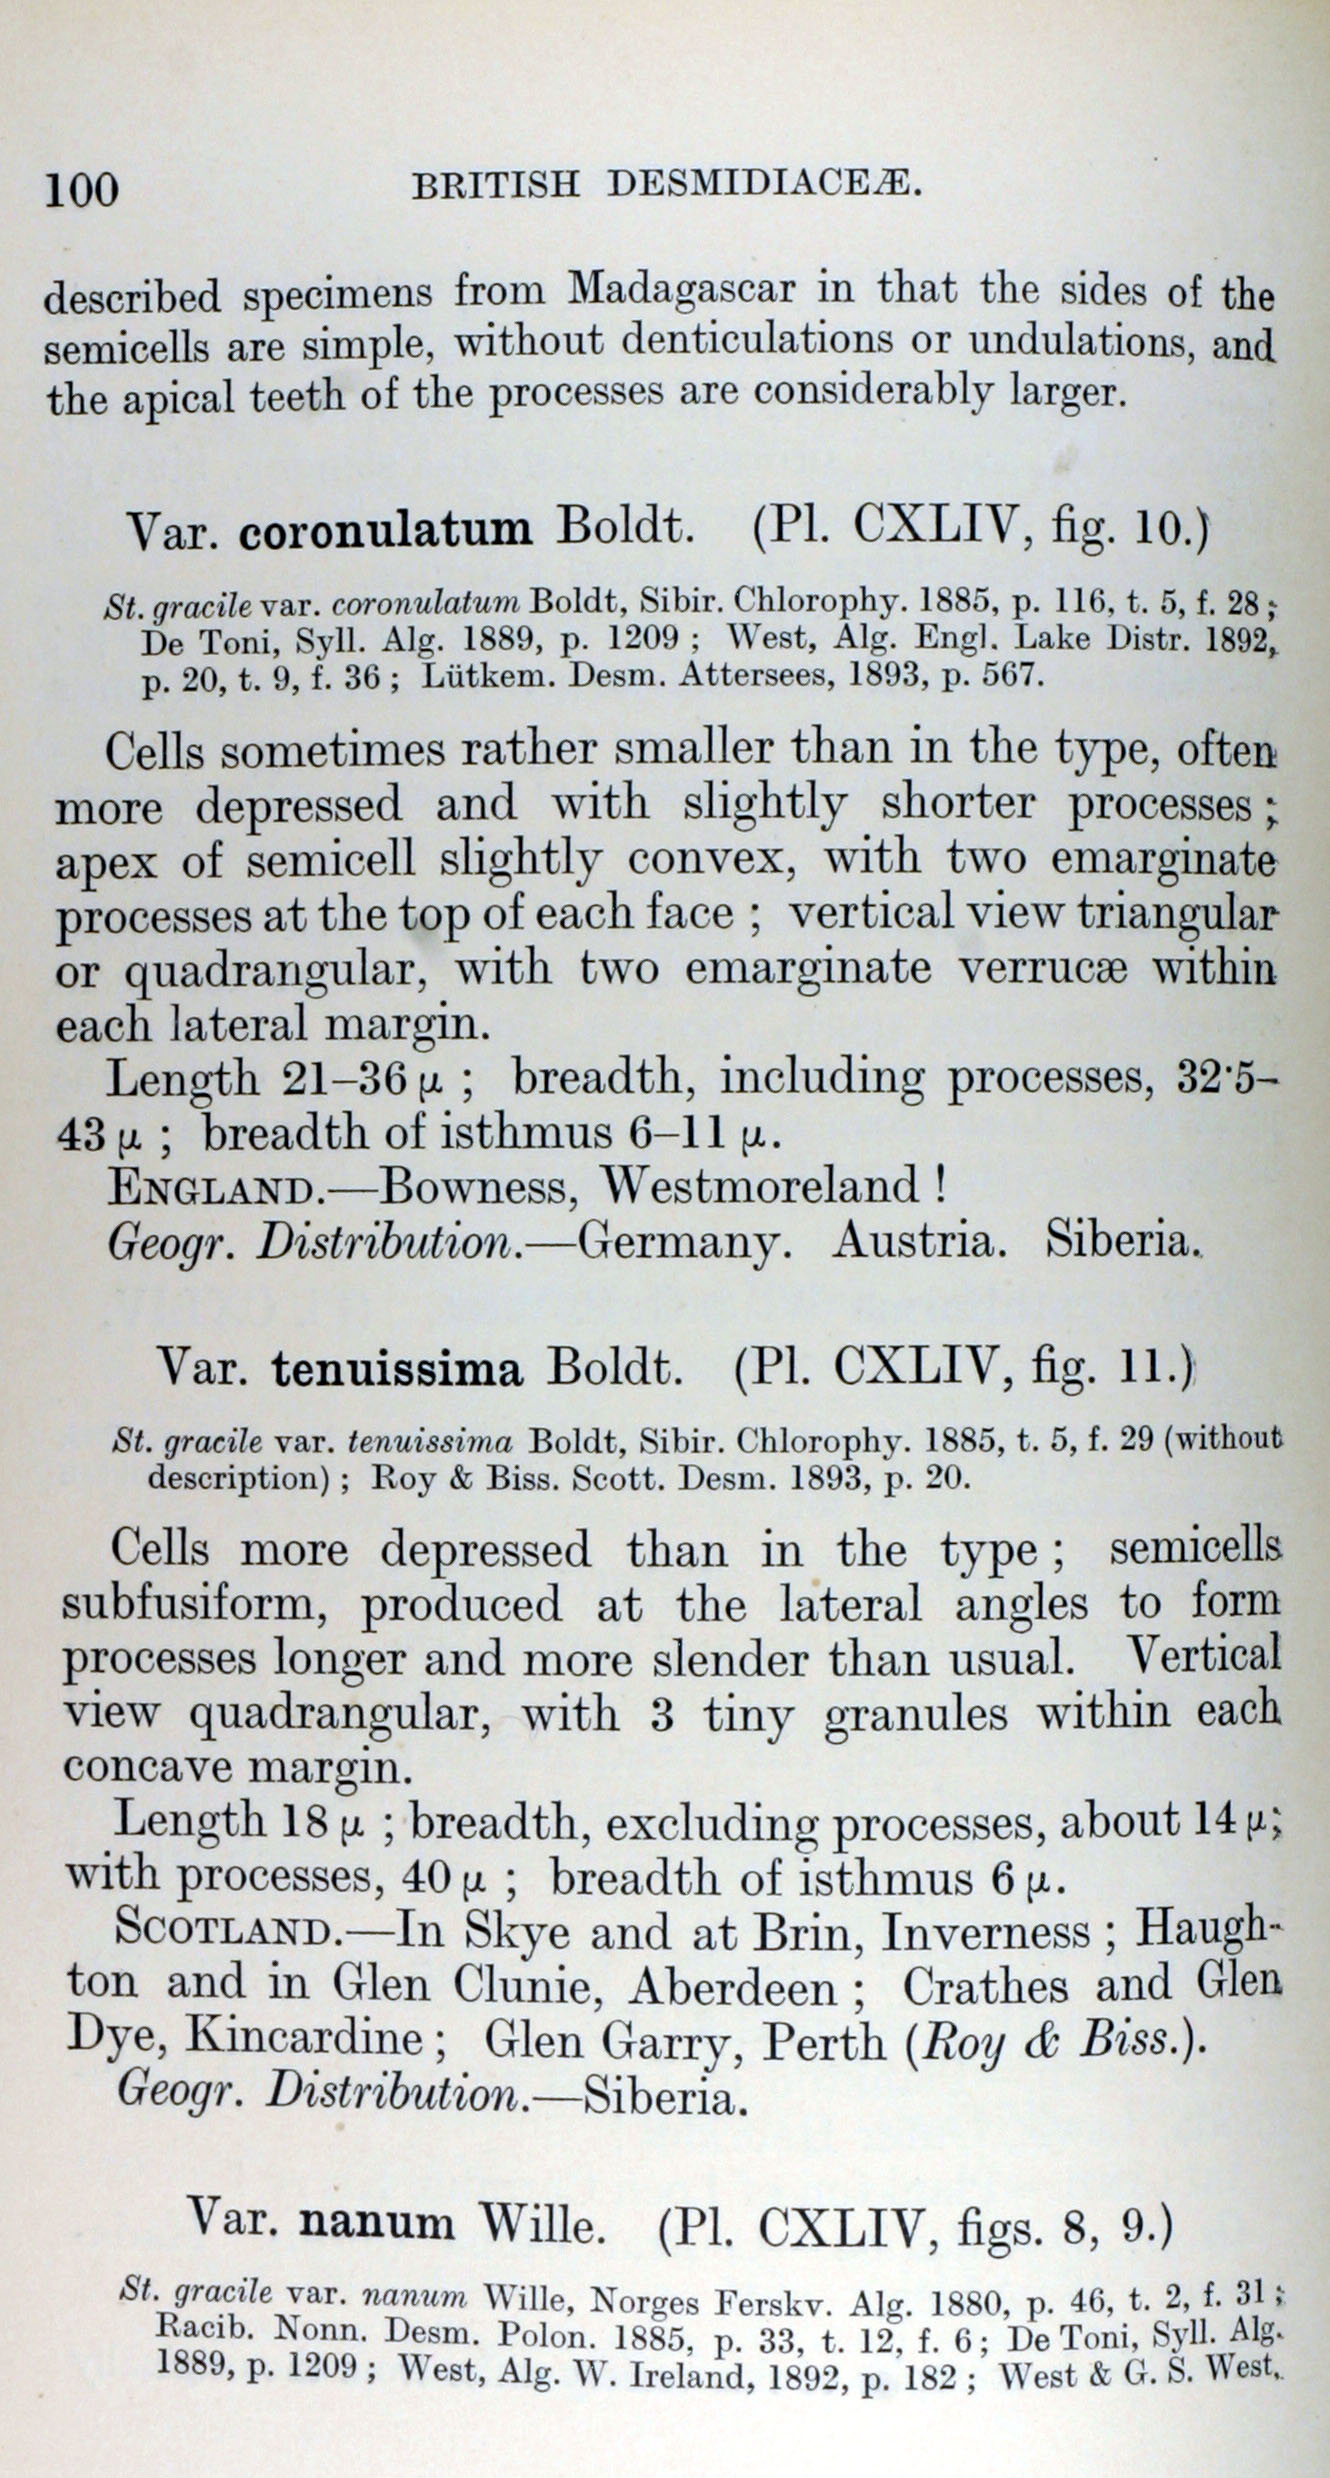 100 BRITISH DESMIDIACEÆ.
described specimens from Madagascar in that the sides of the
semicells are simple, without denticulations or undulations, and
the apical teeth of the processes are considerably larger.
Var. coronulatum Boldt. (Pl. CXLIV, fig. 10.)
St. gracile var. coronulatum Boldt, Sibir. Chlorophy. 1885, p. 116, t. 5, f. 28 ;
De Toni, Syll. Alg. 1889, p. 1209 ; West, Alg. Engl. Lake Distr. 1892,
p. 20, t. 9, f. 36 ; Lütkem. Desm. Attersees, 1893, p. 567.
Cells sometimes rather smaller than in the type, often
more depressed and with slightly shorter processes ;
apex of semicell slightly convex, with two emarginate
processes at the top of each face ; vertical view triangular
or quadrangular, with two emarginate verrucæ within
each lateral margin.
Length 21–36 μ ; breadth, including processes, 32·5–
43 μ ; breadth of isthmus 6–11 μ.
ENGLAND.—Bowness, Westmoreland !
Geogr. Distribution.—Germany. Austria. Siberia.
Var. tenuissima Boldt. (Pl. CXLIV, fig. 11.)
St. gracile var. tenuissima Boldt, Sibir. Chlorophy. 1885, t. 5, f. 29 (without
description) ; Roy & Biss. Scott. Desm. 1893, p. 20.
Cells more depressed than in the type ; semicells
subfusiform, produced at the lateral angles to form
processes longer and more slender than usual. Vertical
view quadrangular, with 3 tiny granules within each
concave margin.
Length 18 μ ; breadth, excluding processes, about 14 μ;
with processes, 40 μ ; breadth of isthmus 6 μ.
SCOTLAND.—In Skye and at Brin, Inverness ; Haugh-
ton and in Glen Clunie, Aberdeen ; Crathes and Glen
Dye, Kincardine ; Glen Garry, Perth (Roy & Biss.).
Geogr. Distribution.—Siberia.
Var. nanum Wille. (Pl. CXLIV, figs. 8, 9.)
St. gracile var. nanum Wille, Norges Ferskv. Alg. 1880, p. 46, t. 2, f. 31 ;
Racib. Nonn. Desm. Polon. 1885, p. 33, t. 12, f. 6 ; De Toni, Syll. Alg.
1889, p. 1209 ; West, Alg. W. Ireland, 1892, p. 182 ; West & G. S. West,